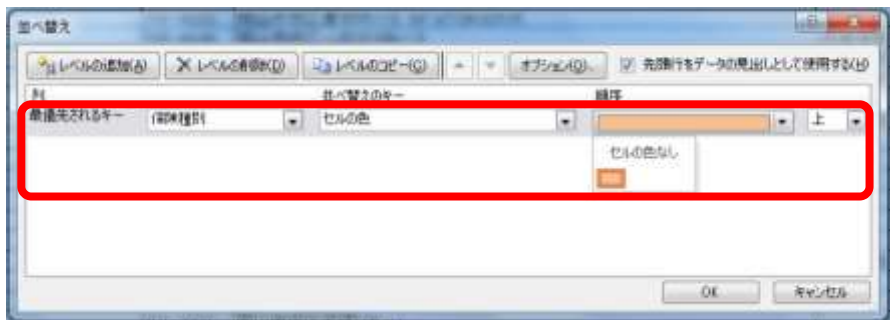 並べ替え
レベルの追加(A) レベルの削除(D) レベルのコピー(C) オプション(O)... 先頭行をデータの見出しとして使用する(H)
列 並べ替えのキー 順序
最優先されるキー 保険種別 セルの色 上
セルの色なし
OK キャンセル